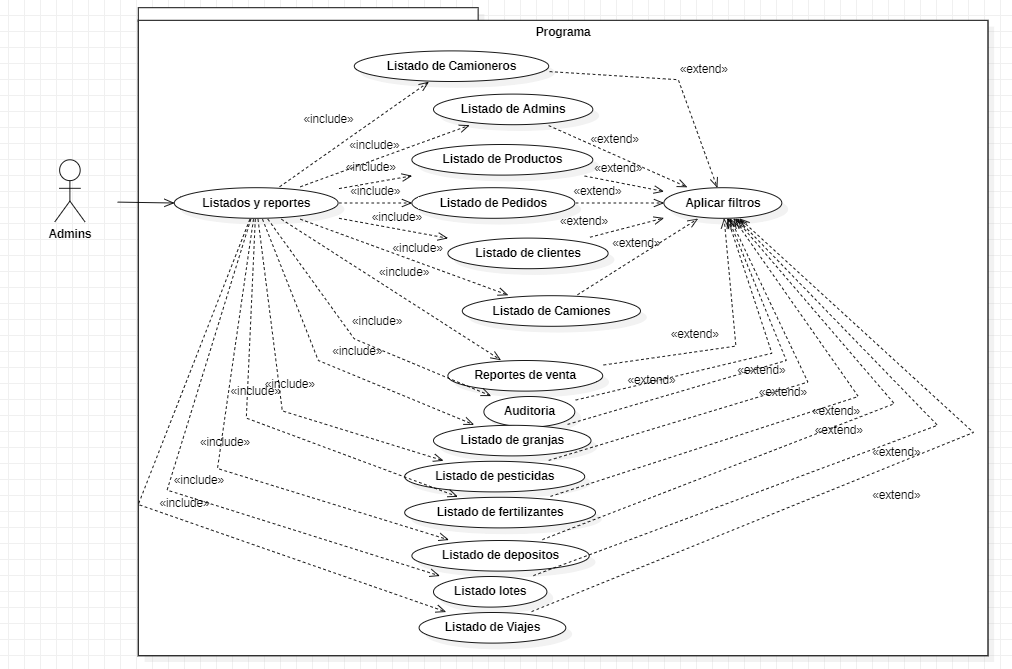 Programa
Listado de Camioneros
«extend»
Listado de Admins
«include»
«extend»
«include»
Listado de Productos
«include»
«extend»
«include»
Listado de Pedidos
«extend»
Listados y reportes
Aplicar filtros
Admins
«include»
«extend»
«include»
Listado de clientes
«extend»
«include»
Listado de Camiones
«include»
«extend»
«include»
Reportes de venta
«extend»
«include»
«extend»
«include»
«extend»
Auditoria
«extend»
«extend»
Listado de granjas
«include»
«extend»
Listado de pesticidas
«include»
«extend»
«include»
Listado de fertilizantes
Listado de depositos
Listado lotes
Listado de Viajes